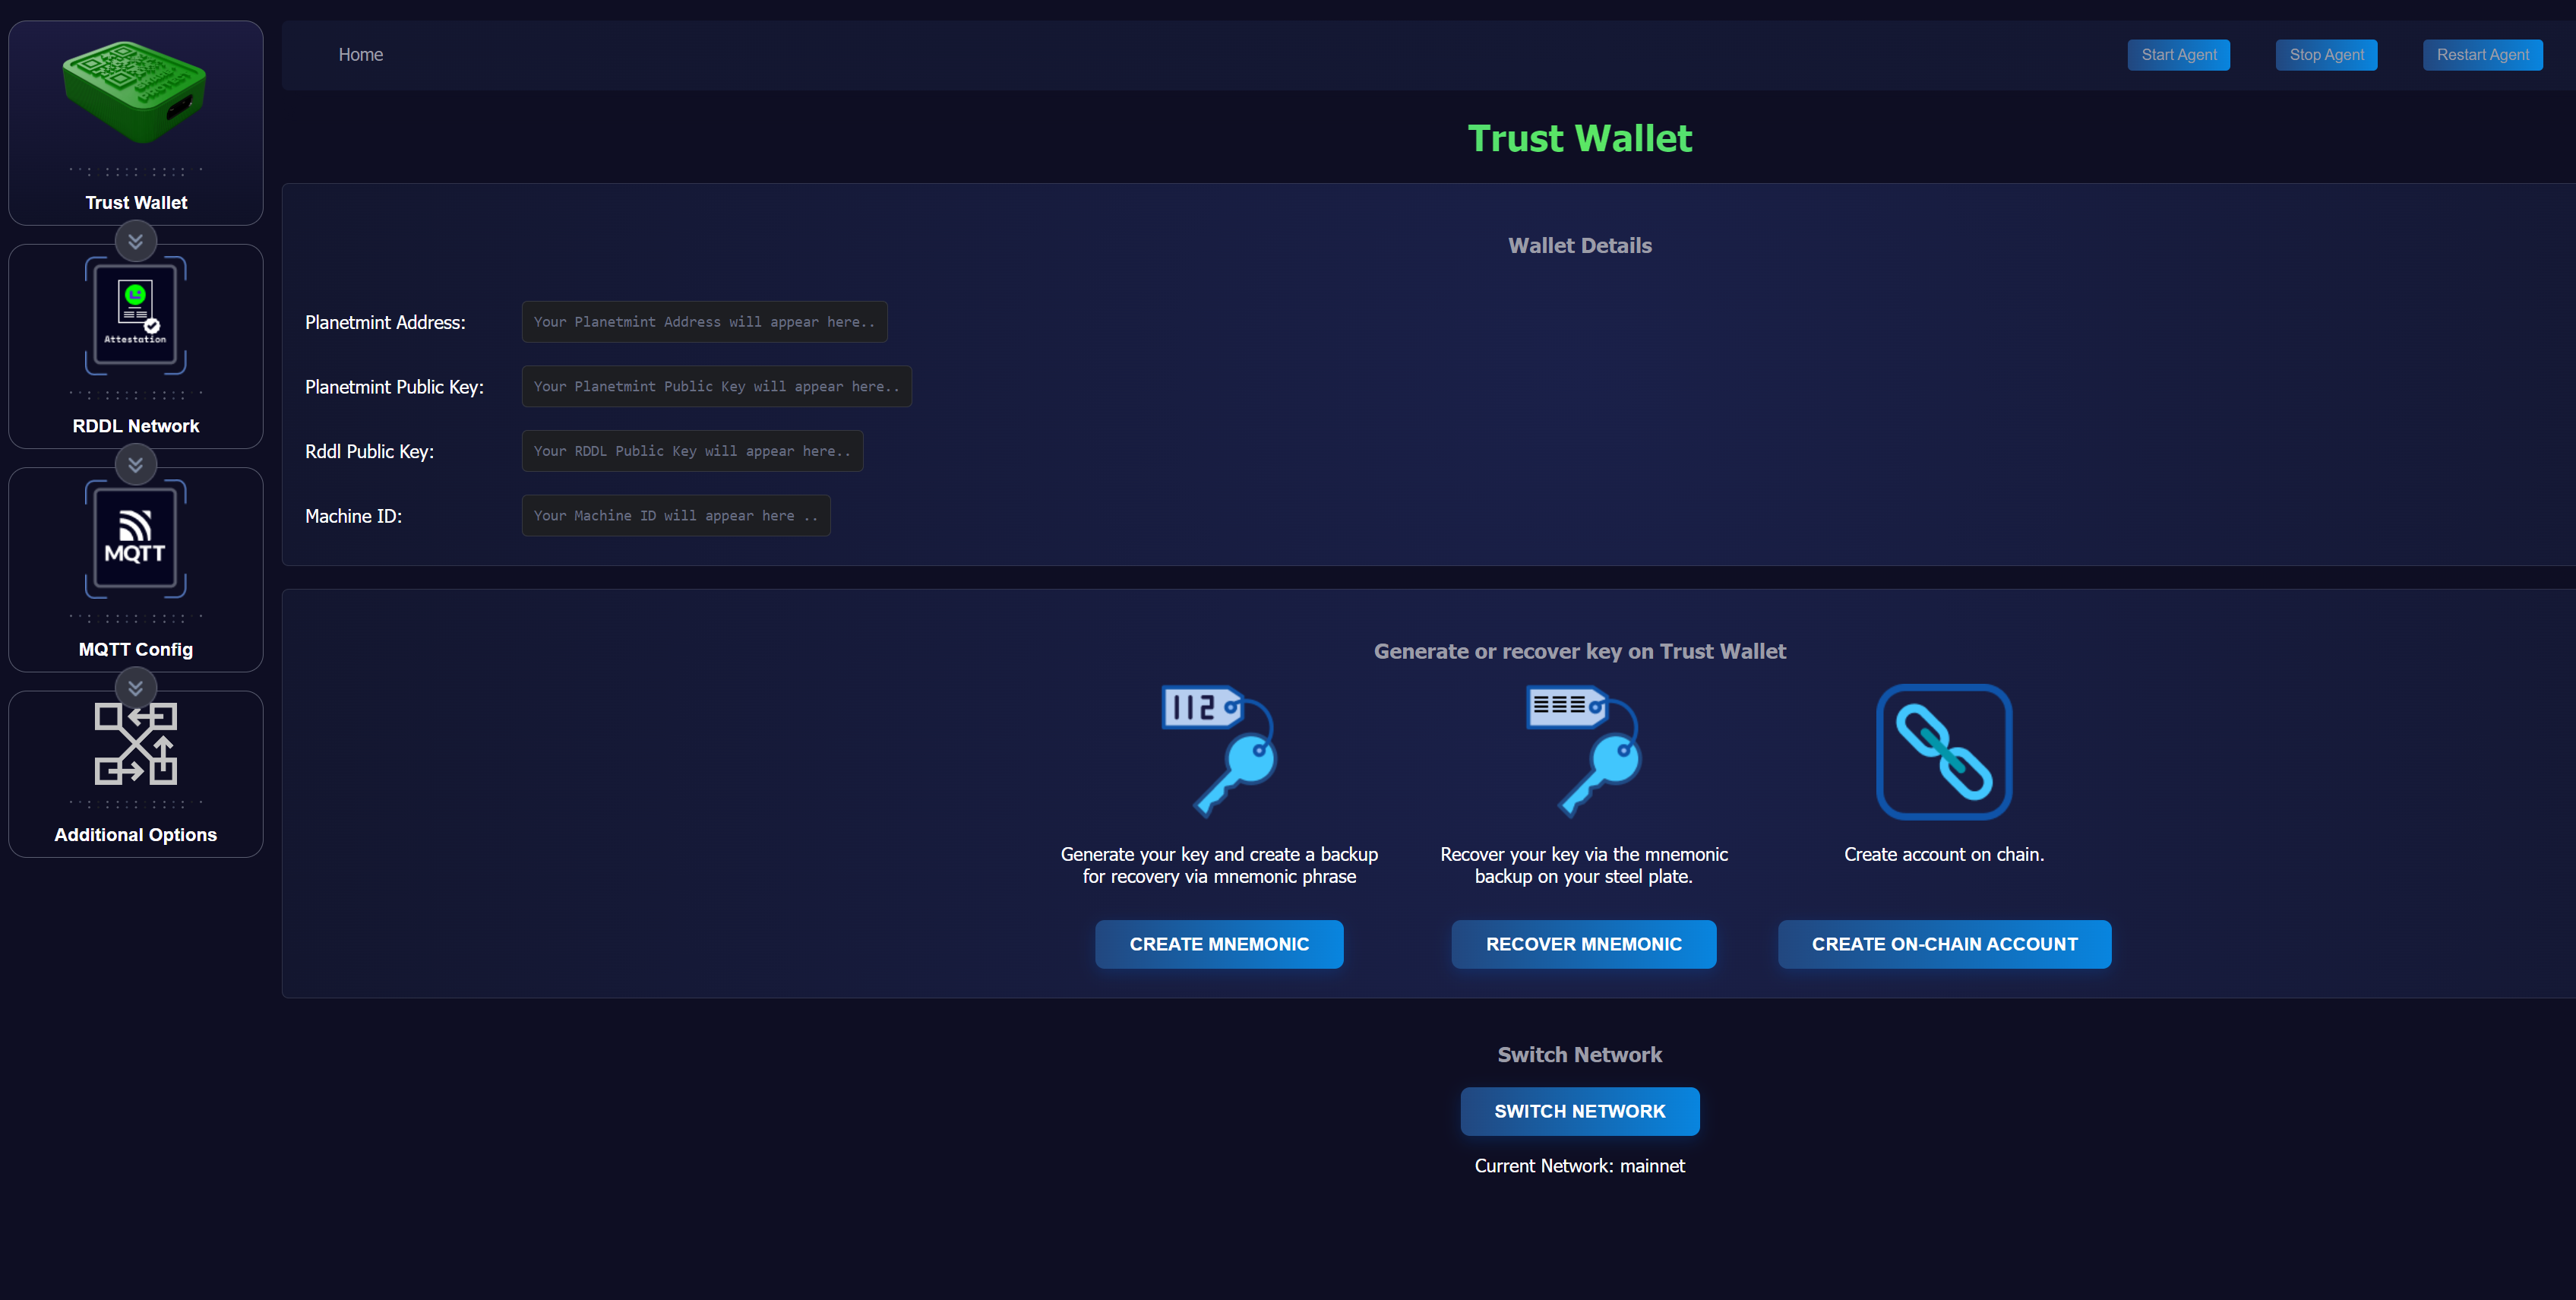 Home
Start Agent
Stop Agent
Restart Agent
Trust Wallet
Trust Wallet
Wallet Details
Planetmint Address:
Your Planetmint Address will appear here..
Planetmint Public Key:
Your Planetmint Public Key will appear here..
Rddl Public Key:
Your RDDL Public Key will appear here..
Machine ID:
Your Machine ID will appear here ..
Attestation
RDDL Network
MQTT
MQTT Config
Additional Options
Generate or recover key on Trust Wallet
112
Generate your key and create a backup
for recovery via mnemonic phrase
CREATE MNEMONIC
Recover your key via the mnemonic
backup on your steel plate.
RECOVER MNEMONIC
Create account on chain.
CREATE ON-CHAIN ACCOUNT
Switch Network
SWITCH NETWORK
Current Network: mainnet